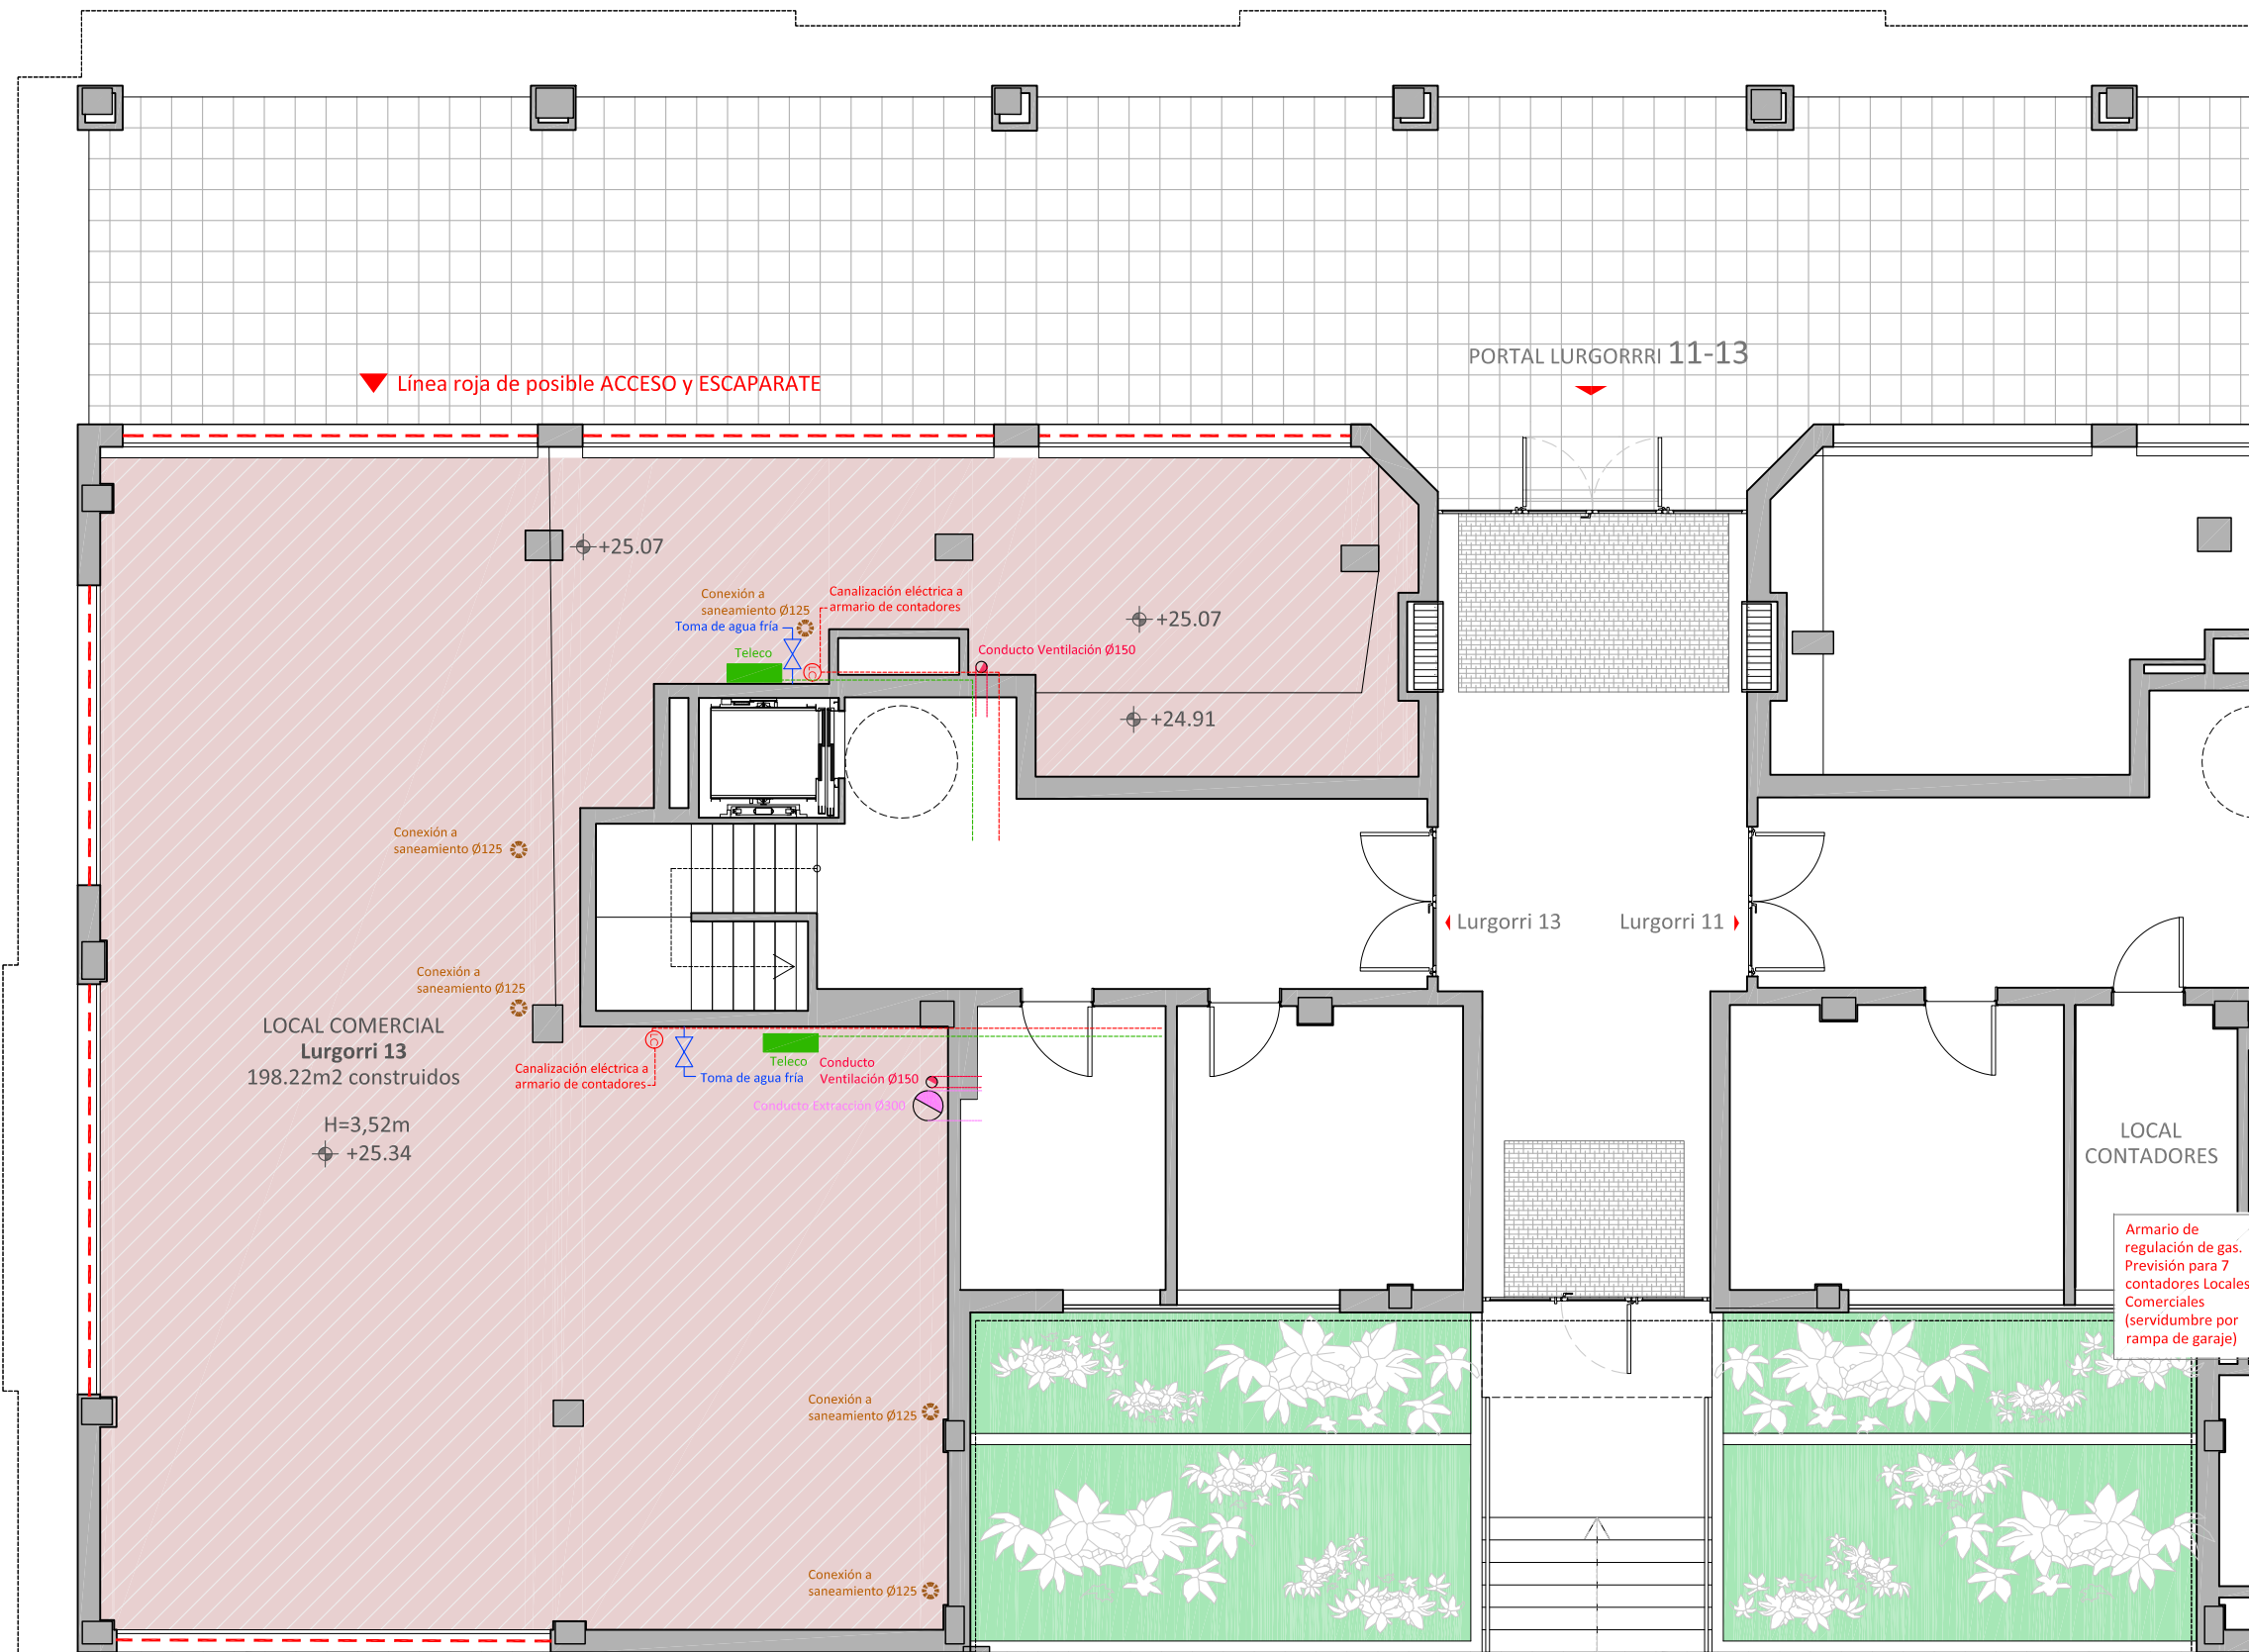 PORTAL LURGORRRI 11-13
Línea roja de posible ACCESO y ESCAPARATE
+25.07
Conexión a
saneamiento Ø125
Canalización eléctrica a
armario de contadores
Toma de agua fría
Teleco
+25.07
Conducto Ventilación Ø150
+24.91
Conexión a
saneamiento Ø125
Lurgorri 13
Lurgorri 11
Conexión a
saneamiento Ø125
LOCAL COMERCIAL
Lurgorri 13
198.22m2 construidos
H=3,52m
+25.34
Canalización eléctrica a
armario de contadores
Toma de agua fría
Teleco
Conducto
Ventilación Ø150
Conducto Extracción Ø300
LOCAL
CONTADORES
Armario de
regulación de gas.
Previsión para 7
contadores Locales
Comerciales
(servidumbre por
rampa de garaje)
Conexión a
saneamiento Ø125
Conexión a
saneamiento Ø125